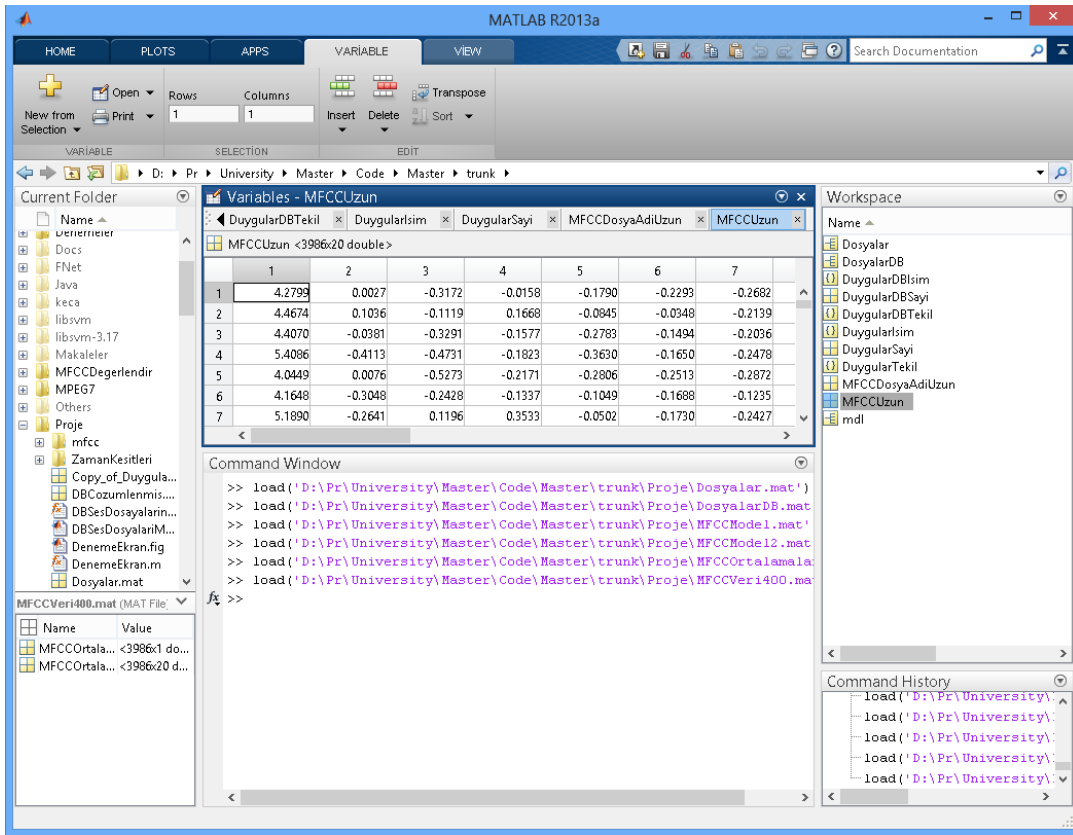 MATLAB R2013a
HOME PLOTS APPS VARİABLE VİEW
Search Documentation
New from Selection
Open
Print
Rows Columns
1 1
Insert Delete
Transpose
Sort
VARİABLE SELECTİON EDİT
D: Pr University Master Code Master trunk
Current Folder
Name
Denemeler
Docs
FNet
Java
keca
libsvm
libsvm-3.17
Makaleler
MFCCDegerlendir
MPEG7
Others
Proje
mfcc
ZamanKesitleri
Copy_of_Duygula...
DBCozumlenmis....
DBSesDosayalarin...
DBSesDosyalariM...
DenemeEkran.fig
DenemeEkran.m
Dosyalar.mat
MFCCVeri400.mat (MAT File)
Name Value
MFCCOrtala... <3986x1 do...
MFCCOrtala... <3986x20 d...
Variables - MFCCUzun
DuygularDBTekil DuygularIsim DuygularSayi MFCCDosyaAdiUzun MFCCUzun
MFCCUzun <3986x20 double>
1 2 3 4 5 6 7
1 4.2799 0.0027 -0.3172 -0.0158 -0.1790 -0.2293 -0.2682
2 4.4674 0.1036 -0.1119 0.1668 -0.0845 -0.0348 -0.2139
3 4.4070 -0.0381 -0.3291 -0.1577 -0.2783 -0.1494 -0.2036
4 5.4086 -0.4113 -0.4731 -0.1823 -0.3630 -0.1650 -0.2478
5 4.0449 0.0076 -0.5273 -0.2171 -0.2806 -0.2513 -0.2872
6 4.1648 -0.3048 -0.2428 -0.1337 -0.1049 -0.1688 -0.1235
7 5.1890 -0.2641 0.1196 0.3533 -0.0502 -0.1730 -0.2427
Command Window
>> load('D:\Pr\University\Master\Code\Master\trunk\Proje\Dosyalar.mat')
>> load('D:\Pr\University\Master\Code\Master\trunk\Proje\DosyalarDB.mat
>> load('D:\Pr\University\Master\Code\Master\trunk\Proje\MFCCModel.mat'
>> load('D:\Pr\University\Master\Code\Master\trunk\Proje\MFCCModel2.mat
>> load('D:\Pr\University\Master\Code\Master\trunk\Proje\MFCCOrtalamala
>> load('D:\Pr\University\Master\Code\Master\trunk\Proje\MFCCVeri400.ma
fx >>
Workspace
Name
Dosyalar
DosyalarDB
DuygularDBIsim
DuygularDBSayi
DuygularDBTekil
DuygularIsim
DuygularSayi
DuygularTekil
MFCCDosyaAdiUzun
MFCCUzun
mdl
Command History
load('D:\Pr\University\
load('D:\Pr\University\
load('D:\Pr\University\
load('D:\Pr\University\
load('D:\Pr\University\